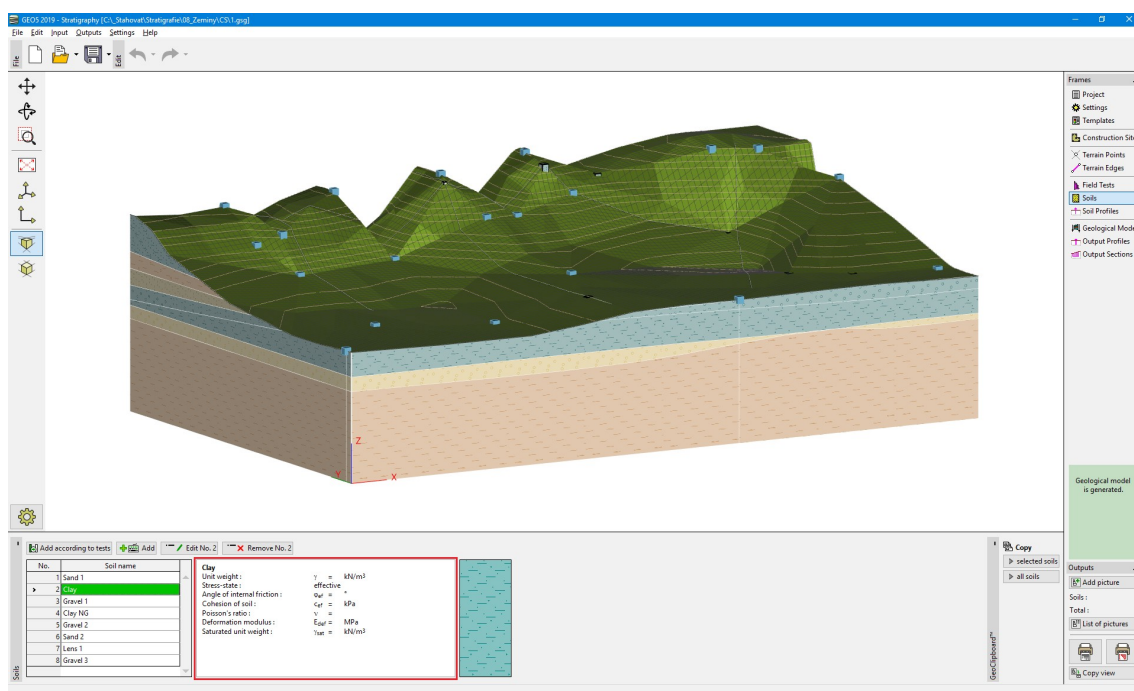 GEO5 2019 - Stratigraphy [C:\_Stahovat\Stratigrafie\08_Zeminy\CS\1.gsg]
File Edit Input Outputs Settings Help
File
Edit
Frames
Project
Settings
Templates
Construction Site
Terrain Points
Terrain Edges
Field Tests
Soils
Soil Profiles
Geological Mode
Output Profiles
Output Sections
Z
Y
X
Geological model
is generated.
Add according to tests Add Edit No. 2 Remove No. 2
No. Soil name
1 Sand 1
2 Clay
3 Gravel 1
4 Clay NG
5 Gravel 2
6 Sand 2
7 Lens 1
8 Gravel 3
Soils
Clay
Unit weight : γ = kN/m³
Stress-state : effective
Angle of internal friction : φef = °
Cohesion of soil : cef = kPa
Poisson's ratio : ν =
Deformation modulus : Edef = MPa
Saturated unit weight : γsat = kN/m³
GeoClipboard™
Copy
selected soils
all soils
Outputs
Add picture
Soils :
Total :
List of pictures
Copy view